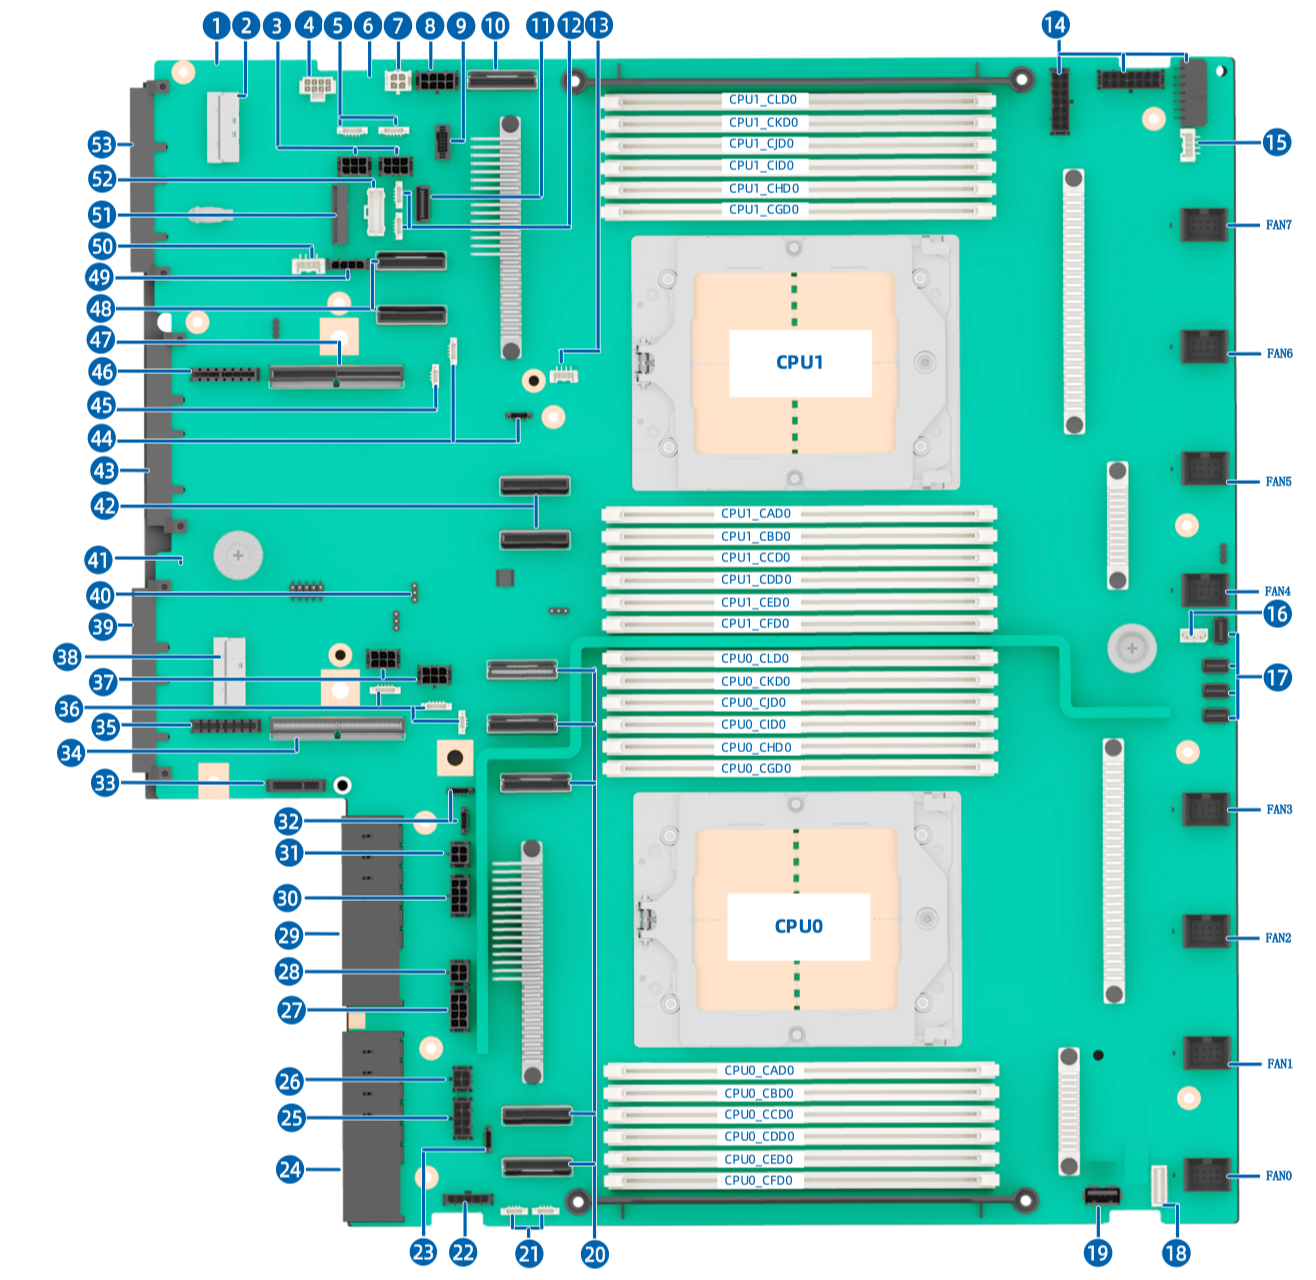 1 2 3 4 5 6 7 8 9 10 11 12 13 14
CPU1_CLD0
CPU1_CKD0
CPU1_CJD0
CPU1_CID0
CPU1_CHD0
CPU1_CGD0
15
53
52
51
50
49
48
47
46
45
44
43
42
41
40
39
38
37
36
35
34
33
32
31
30
29
28
27
26
25
24
CPU1
FAN7
FAN6
FAN5
FAN4
CPU1_CAD0
CPU1_CBD0
CPU1_CCD0
CPU1_CDD0
CPU1_CED0
CPU1_CFD0
16
17
CPU0_CLD0
CPU0_CKD0
CPU0_CJD0
CPU0_CID0
CPU0_CHD0
CPU0_CGD0
CPU0
FAN3
FAN2
FAN1
FAN0
CPU0_CAD0
CPU0_CBD0
CPU0_CCD0
CPU0_CDD0
CPU0_CED0
CPU0_CFD0
23 22 21 20 19 18